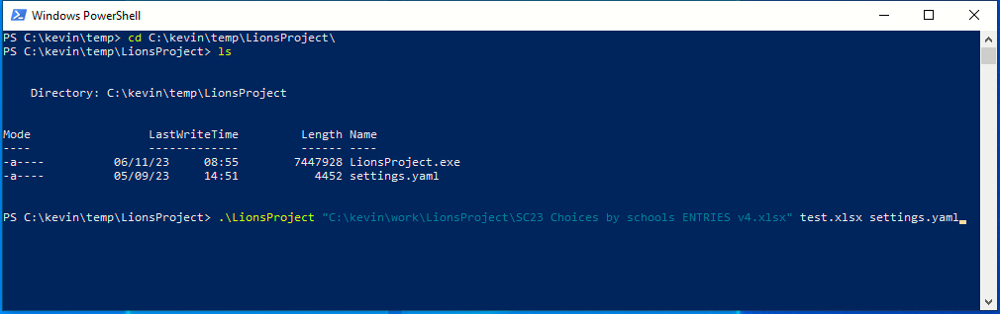 Windows PowerShell
PS C:\kevin\temp> cd C:\kevin\temp\LionsProject\
PS C:\kevin\temp\LionsProject> ls
Directory: C:\kevin\temp\LionsProject
Mode LastWriteTime Length Name
---- ------------- ------ ----
-a---- 06/11/23 08:55 7447928 LionsProject.exe
-a---- 05/09/23 14:51 4452 settings.yaml
PS C:\kevin\temp\LionsProject> .\LionsProject "C:\kevin\work\LionsProject\SC23 Choices by schools ENTRIES v4.xlsx" test.xlsx settings.yaml